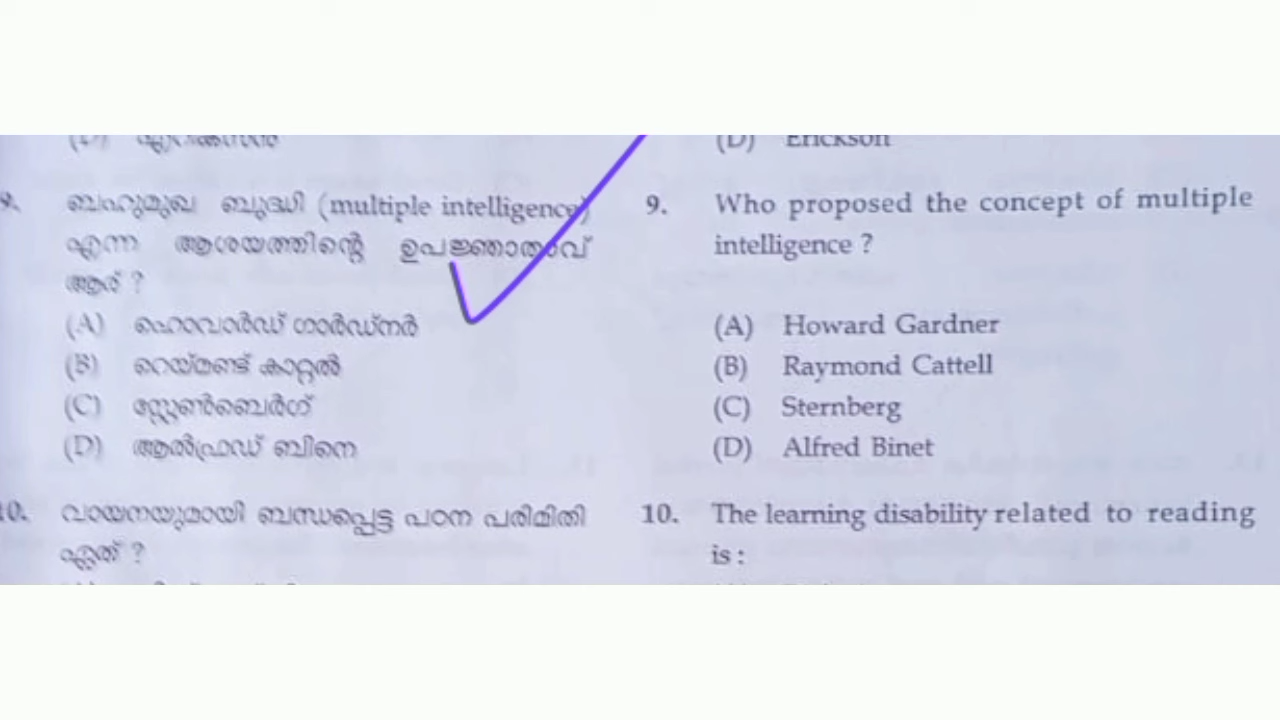 (D) എറിക്സൺ
9. ബഹുമുഖ ബുദ്ധി (multiple intelligence)
എന്ന ആശയത്തിന്റെ ഉപജ്ഞാതാവ്
ആര് ?
(A) ഹൊവാർഡ് ഗാർഡ്നർ
(B) റെയ്മണ്ട് കാറ്റൽ
(C) സ്റ്റേൺബെർഗ്
(D) ആൽഫ്രഡ് ബിനെ
10. വായനയുമായി ബന്ധപ്പെട്ട പഠന പരിമിതി
ഏത് ?
(D) Erickson
9. Who proposed the concept of multiple
intelligence ?
(A) Howard Gardner
(B) Raymond Cattell
(C) Sternberg
(D) Alfred Binet
10. The learning disability related to reading
is :